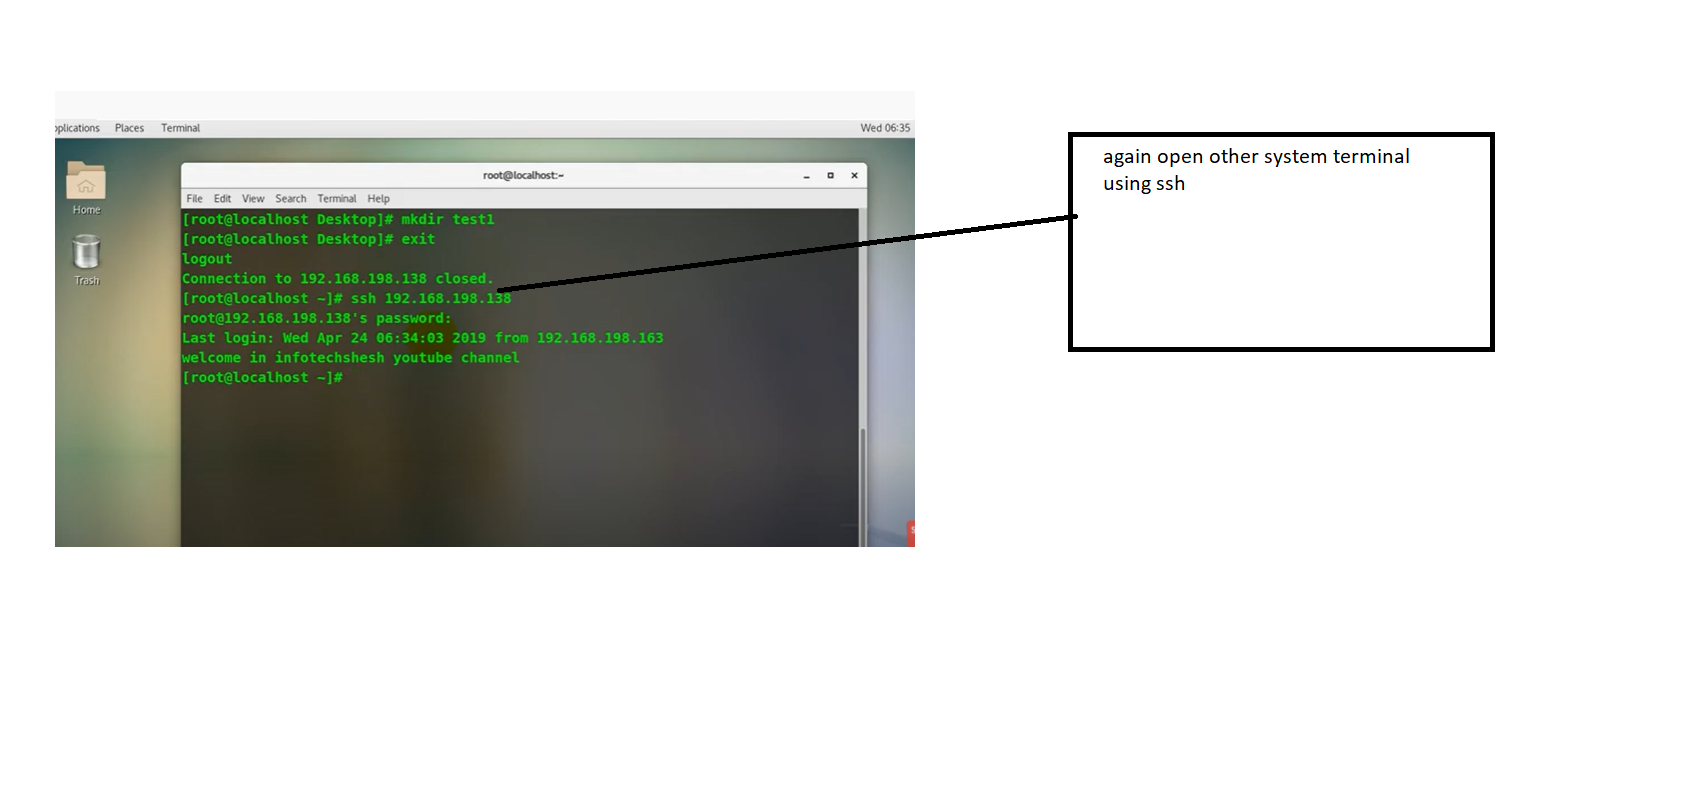 pplications Places Terminal Wed 06:35
Home
Trash
root@localhost:~
File Edit View Search Terminal Help
[root@localhost Desktop]# mkdir test1
[root@localhost Desktop]# exit
logout
Connection to 192.168.198.138 closed.
[root@localhost ~]# ssh 192.168.198.138
root@192.168.198.138's password:
Last login: Wed Apr 24 06:34:03 2019 from 192.168.198.163
welcome in infotechshesh youtube channel
[root@localhost ~]#
again open other system terminal
using ssh